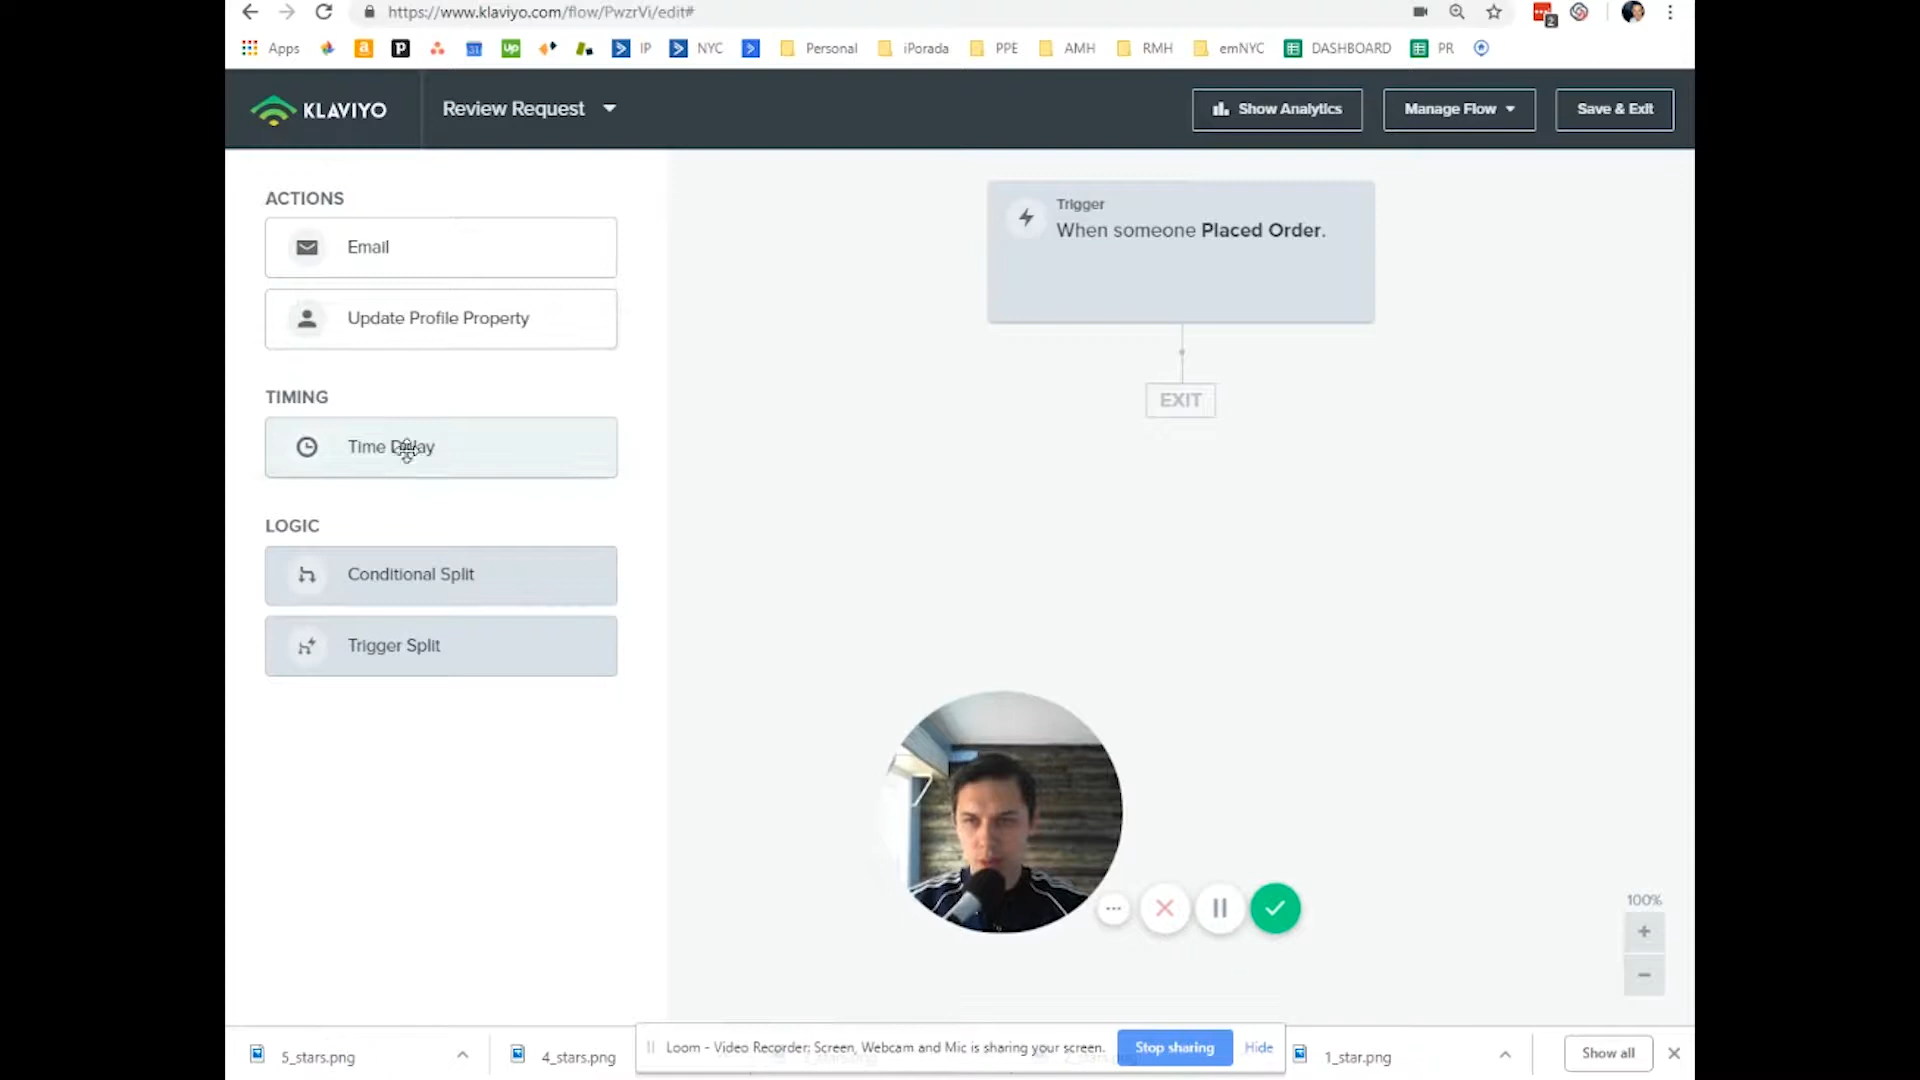 https://www.klaviyo.com/flow/PwzrVi/edit#
2
Apps
a
p
31
up
IP
NYC
Personal
iPorada
PPE
AMH
RMH
emNYC
DASHBOARD
PR
KLAVIYO
Review Request
Show Analytics
Manage Flow
Save & Exit
ACTIONS
Email
Update Profile Property
TIMING
Time Delay
LOGIC
Conditional Split
Trigger Split
Trigger
When someone Placed Order.
EXIT
100%
5_stars.png
4_stars.png
Loom - Video Recorder: Screen, Webcam and Mic is sharing your screen.
Stop sharing
Hide
1_star.png
Show all